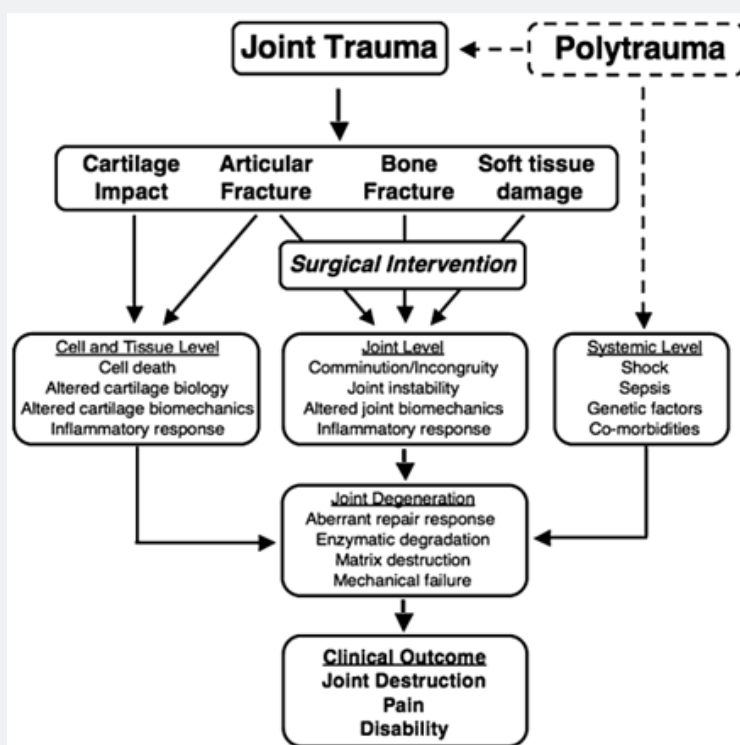 Joint Trauma
Polytrauma
Cartilage Impact
Articular Fracture
Bone Fracture
Soft tissue damage
Surgical Intervention
Cell and Tissue Level
Cell death
Altered cartilage biology
Altered cartilage biomechanics
Inflammatory response
Joint Level
Comminution/Incongruity
Joint instability
Altered joint biomechanics
Inflammatory response
Systemic Level
Shock
Sepsis
Genetic factors
Co-morbidities
Joint Degeneration
Aberrant repair response
Enzymatic degradation
Matrix destruction
Mechanical failure
Clinical Outcome
Joint Destruction
Pain
Disability